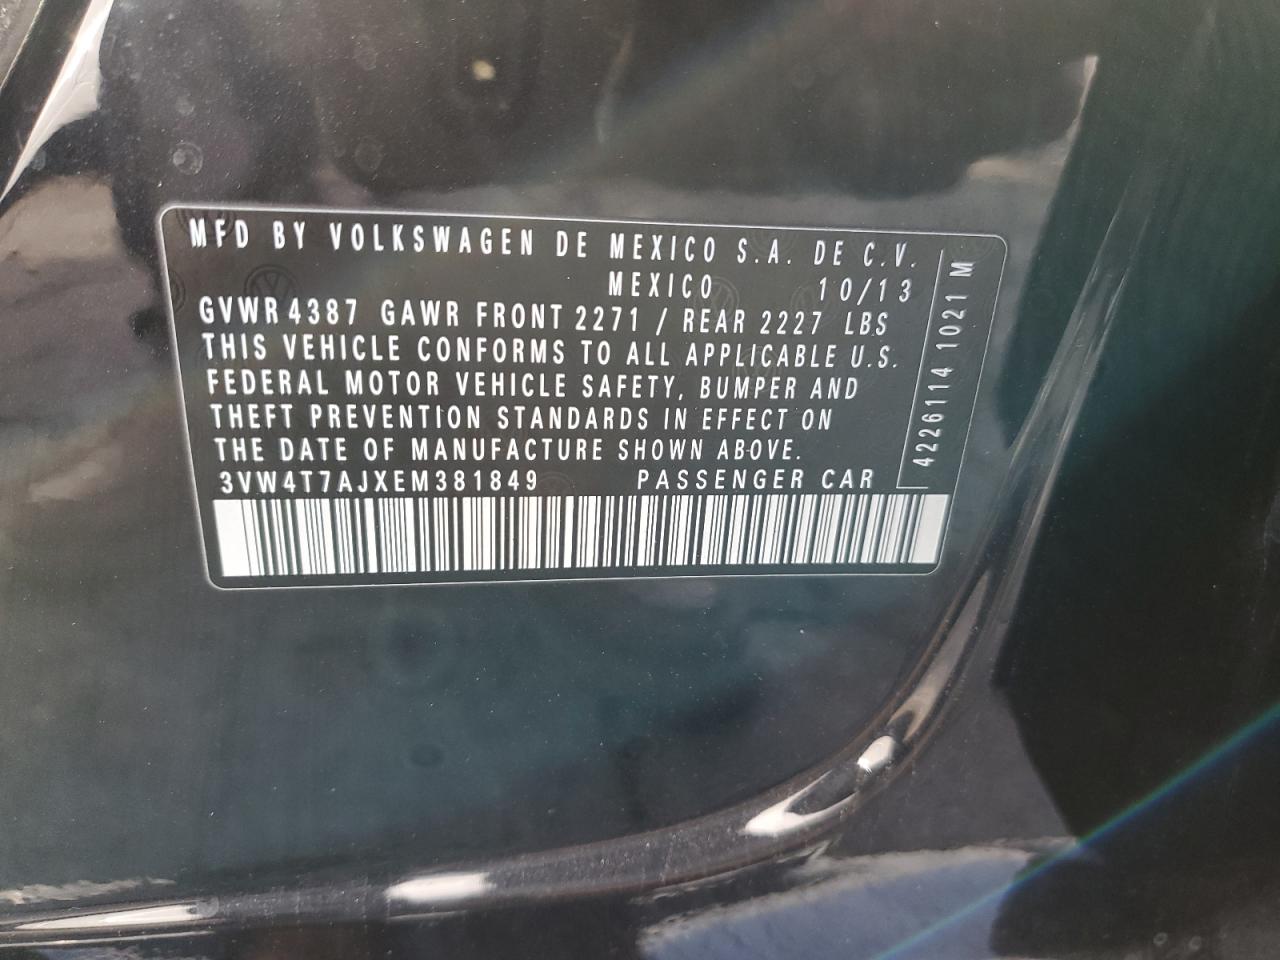 MFD BY VOLKSWAGEN DE MEXICO S.A. DE C.V.
MEXICO 10/13
GVWR 4387 GAWR FRONT 2271 / REAR 2227 LBS
THIS VEHICLE CONFORMS TO ALL APPLICABLE U.S.
FEDERAL MOTOR VEHICLE SAFETY, BUMPER AND
THEFT PREVENTION STANDARDS IN EFFECT ON
THE DATE OF MANUFACTURE SHOWN ABOVE.
3VW4T7AJXEM381849 PASSENGER CAR
4226114 1021 M